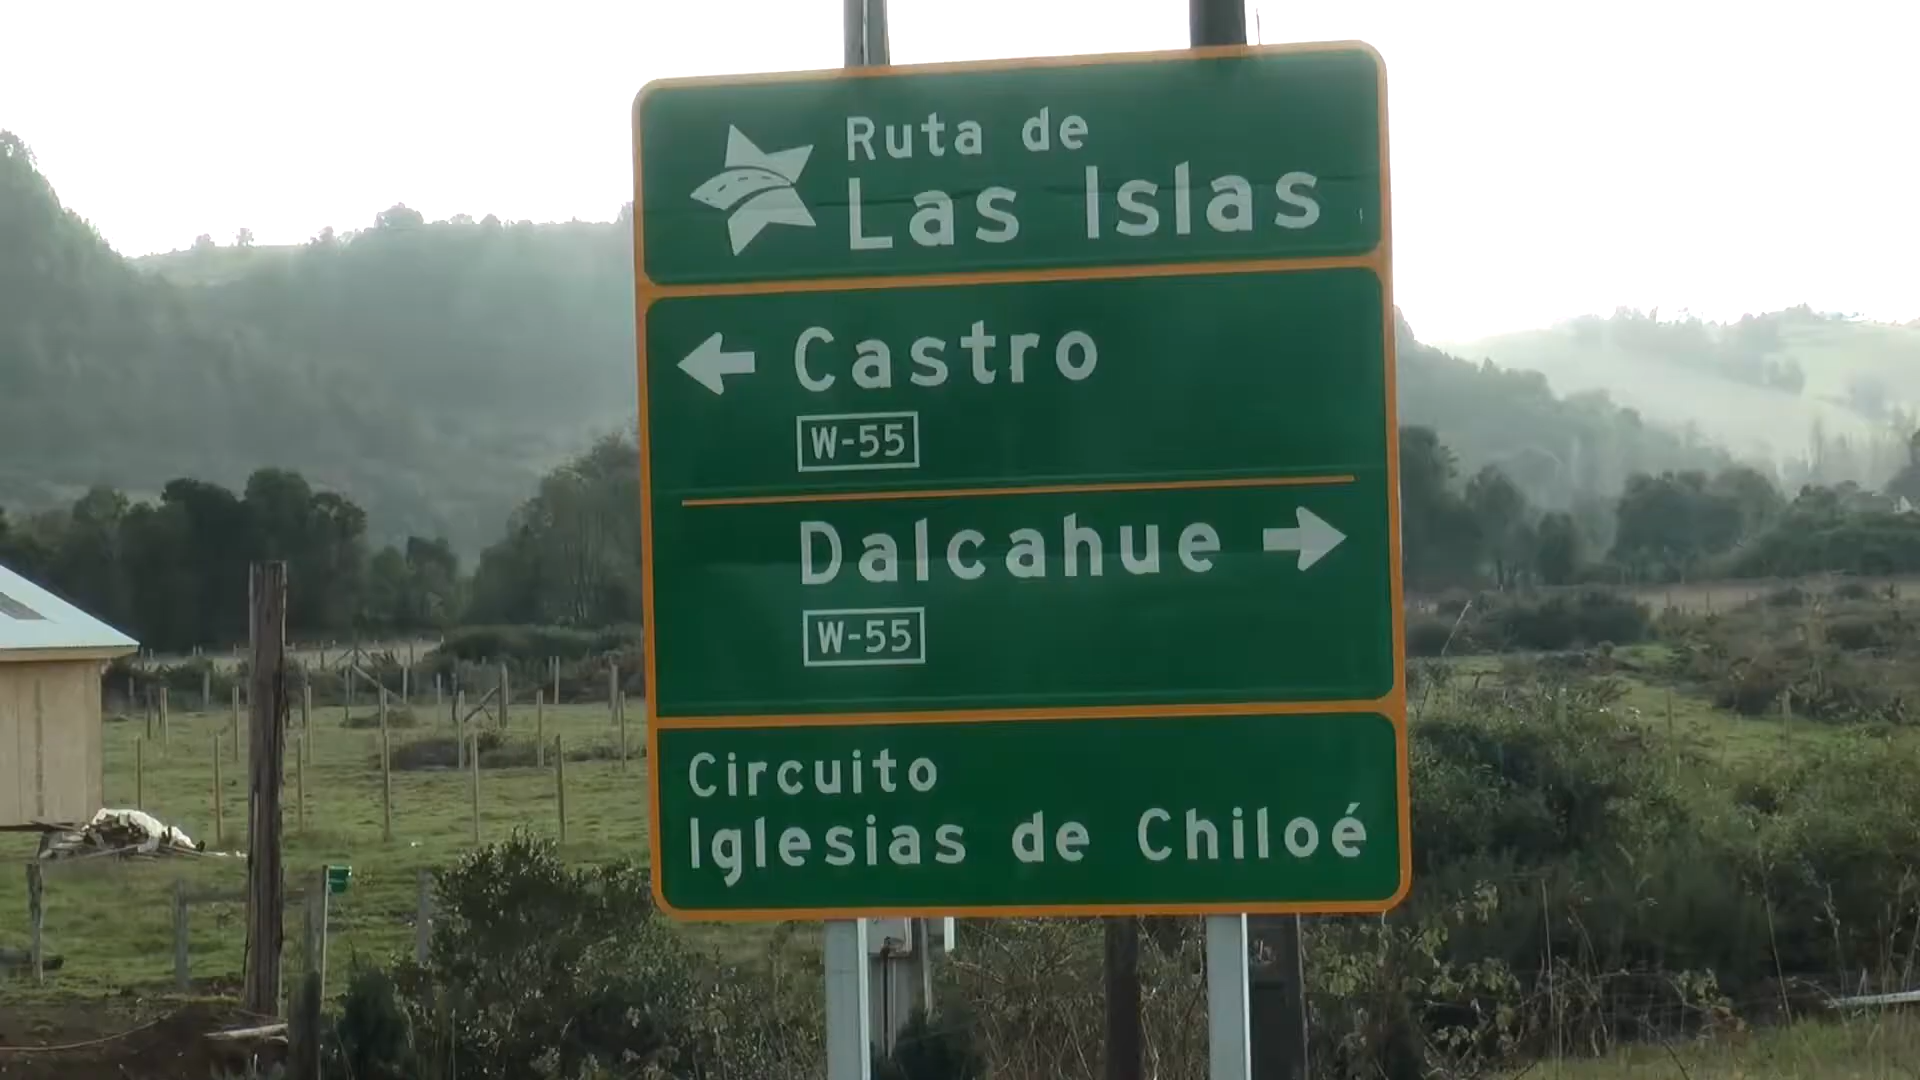 Ruta de
Las Islas
Castro
W-55
Dalcahue
W-55
Circuito
Iglesias de Chiloé